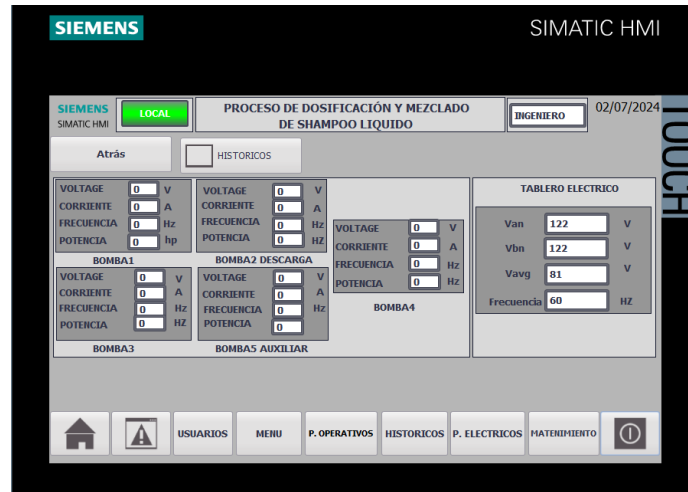 SIEMENS
SIMATIC HMI
TOUCH
SIEMENS
SIMATIC HMI
LOCAL
PROCESO DE DOSIFICACIÓN Y MEZCLADO
DE SHAMPOO LIQUIDO
INGENIERO
02/07/2024
Atrás
HISTORICOS
VOLTAGE 0 V
CORRIENTE 0 A
FRECUENCIA 0 Hz
POTENCIA 0 hp
BOMBA1
VOLTAGE 0 V
CORRIENTE 0 A
FRECUENCIA 0 Hz
POTENCIA 0 HZ
BOMBA2 DESCARGA
VOLTAGE 0 V
CORRIENTE 0 A
FRECUENCIA 0 Hz
POTENCIA 0 HZ
BOMBA3
VOLTAGE 0 V
CORRIENTE 0 A
FRECUENCIA 0 Hz
POTENCIA 0
BOMBA5 AUXILIAR
VOLTAGE 0 V
CORRIENTE 0 A
FRECUENCIA 0 Hz
POTENCIA 0 Hz
BOMBA4
TABLERO ELECTRICO
Van 122 V
Vbn 122 V
Vavg 81 V
Frecuencia 60 HZ
USUARIOS
MENU
P. OPERATIVOS
HISTORICOS
P. ELECTRICOS
MATENIMIENTO